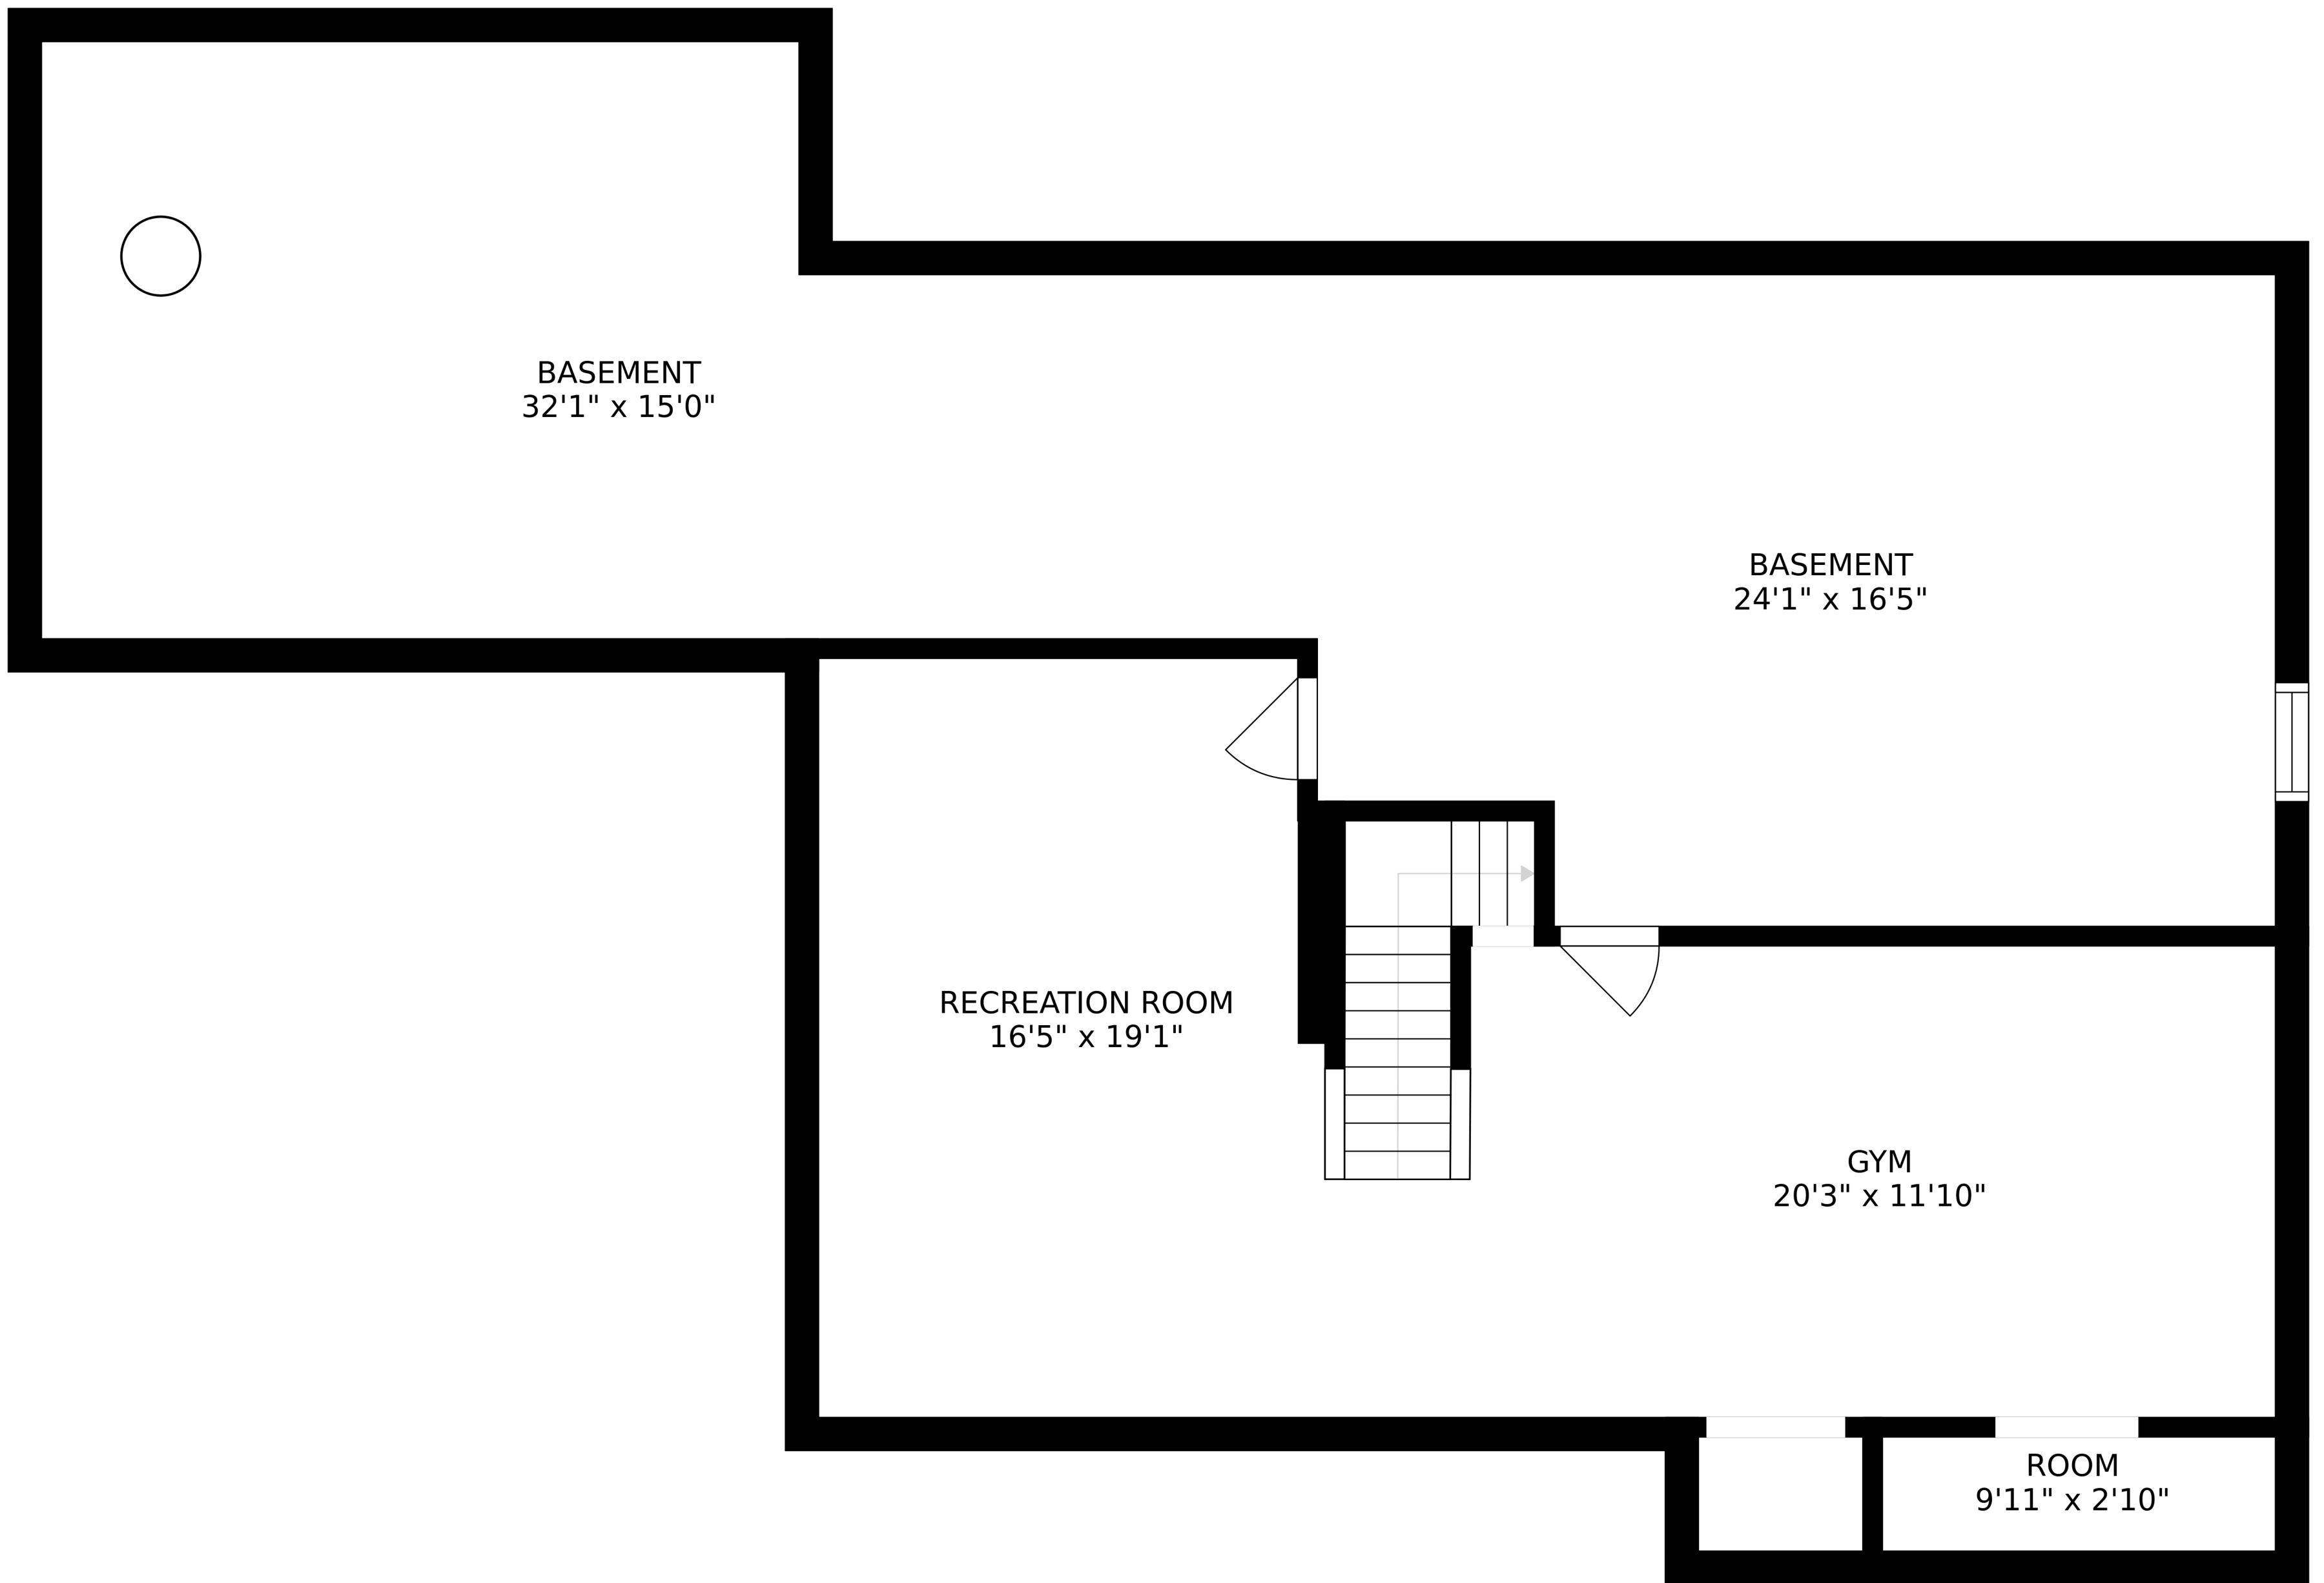 BASEMENT
32'1" x 15'0"
BASEMENT
24'1" x 16'5"
RECREATION ROOM
16'5" x 19'1"
GYM
20'3" x 11'10"
ROOM
9'11" x 2'10"